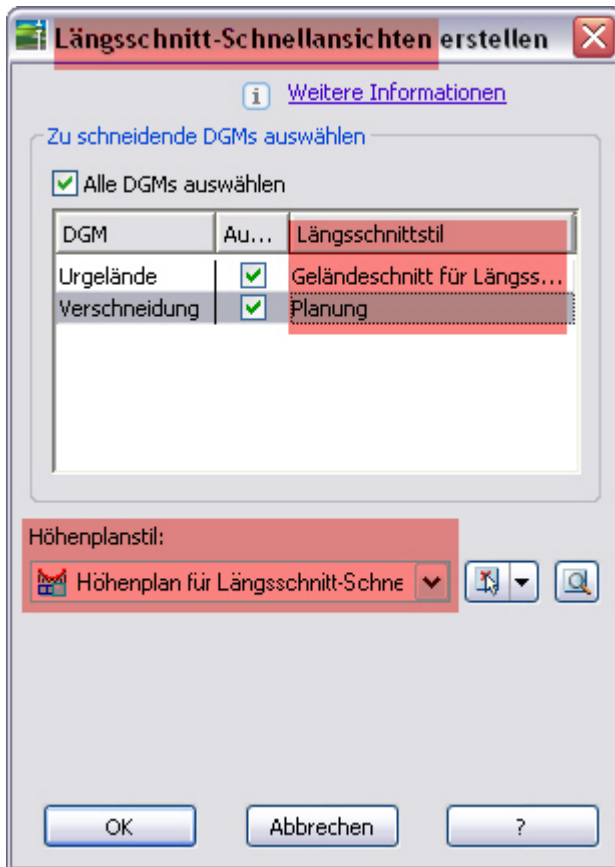 Längsschnitt-Schnellansichten erstellen
Weitere Informationen
Zu schneidende DGMs auswählen
Alle DGMs auswählen
DGM Au... Längsschnittstil
Urgelände Geländeschnitt für Längss...
Verschneidung Planung
Höhenplanstil:
Höhenplan für Längsschnitt-Schne
OK Abbrechen ?